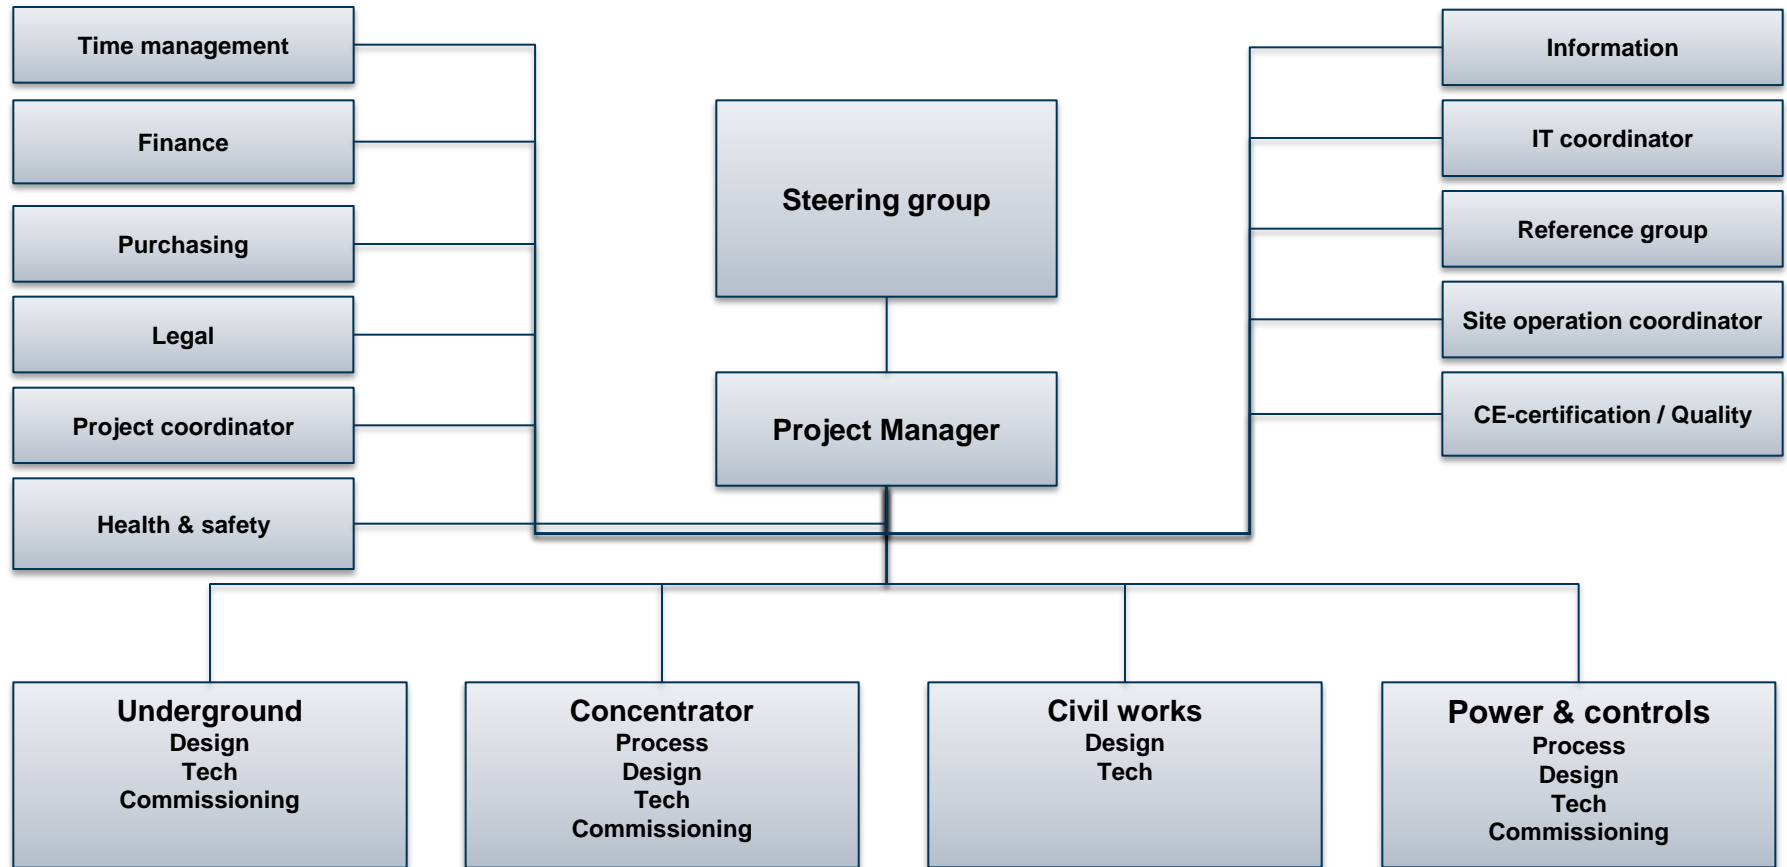 Time management
Finance
Purchasing
Legal
Project coordinator
Health & safety
Steering group
Project Manager
Information
IT coordinator
Reference group
Site operation coordinator
CE-certification / Quality
Underground
Design
Tech
Commissioning
Concentrator
Process
Design
Tech
Commissioning
Civil works
Design
Tech
Power & controls
Process
Design
Tech
Commissioning